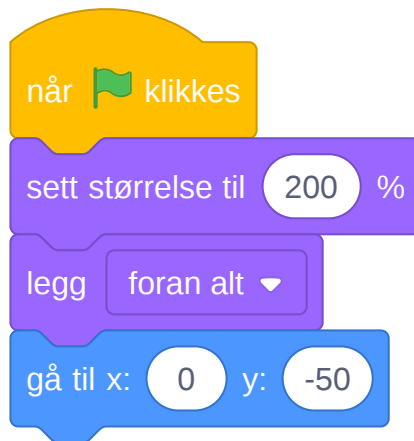 når klikkes
sett størrelse til 200 %
legg foran alt
gå til x: 0 y: -50